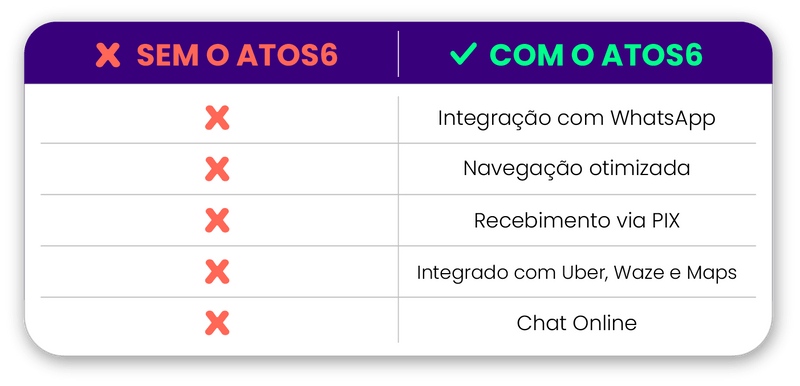 SEM O ATOS6
COM O ATOS6
Integração com WhatsApp
Navegação otimizada
Recebimento via PIX
Integrado com Uber, Waze e Maps
Chat Online